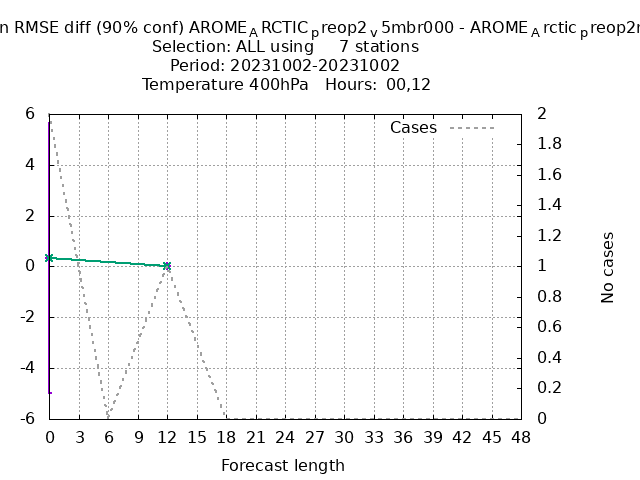 n RMSE diff (90% conf) AROME_ARCTIC_preop2_v5mbr000 - AROME_Arctic_preop2
Selection: ALL using 7 stations
Period: 20231002-20231002
Temperature 400hPa Hours: 00,12
Cases
6
4
2
0
-2
-4
-6
2
1.8
1.6
1.4
1.2
1
0.8
0.6
0.4
0.2
0
No cases
0 3 6 9 12 15 18 21 24 27 30 33 36 39 42 45 48
Forecast length